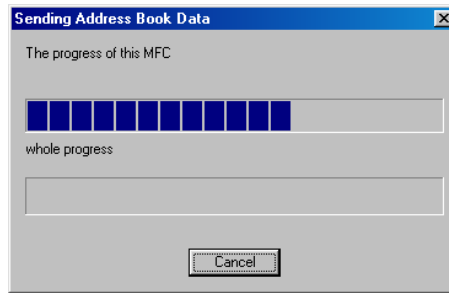 Sending Address Book Data
The progress of this MFC
whole progress
Cancel